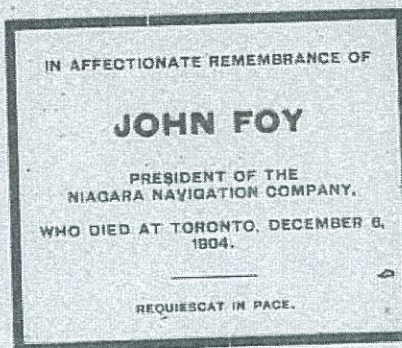 IN AFFECTIONATE REMEMBRANCE OF
JOHN FOY
PRESIDENT OF THE
NIAGARA NAVIGATION COMPANY,
WHO DIED AT TORONTO, DECEMBER 6,
1904.
REQUIESCAT IN PACE.